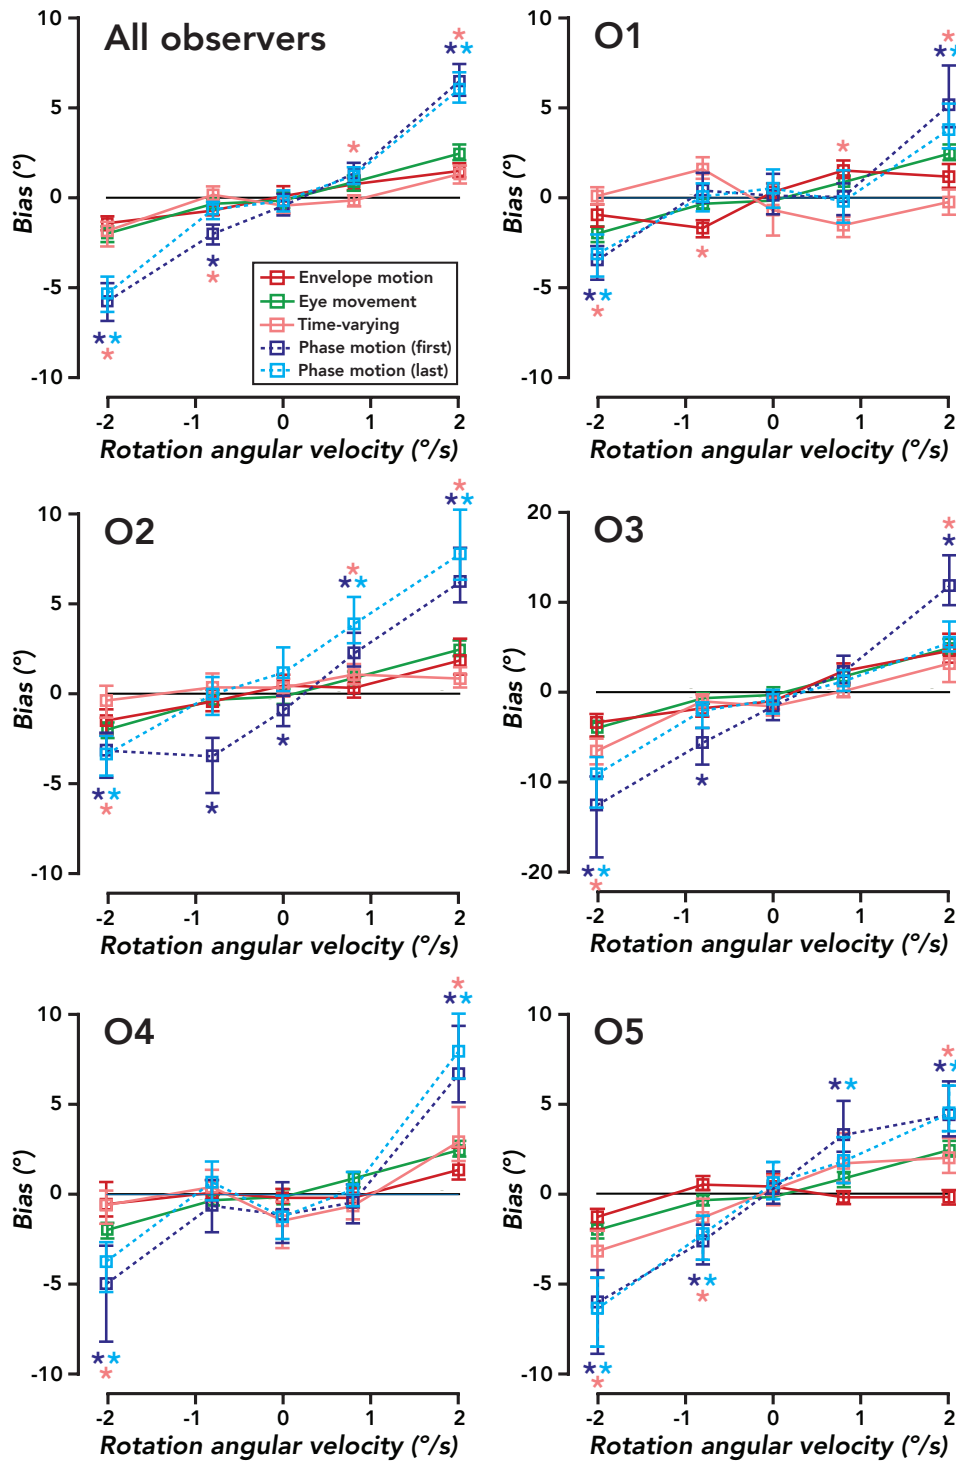 All observers
10
5
0
-5
-10
Bias (°)
* **
*
*
*
**
*
Envelope motion
Eye movement
Time-varying
Phase motion (first)
Phase motion (last)
-2 -1 0 1 2
Rotation angular velocity (°/s)
O1
10
5
0
-5
-10
Bias (°)
*
**
*
*
**
*
-2 -1 0 1 2
Rotation angular velocity (°/s)
O2
10
5
0
-5
-10
Bias (°)
*
**
*
**
*
*
**
*
-2 -1 0 1 2
Rotation angular velocity (°/s)
O3
20
10
0
-10
-20
Bias (°)
*
*
*
**
*
-2 -1 0 1 2
Rotation angular velocity (°/s)
O4
10
5
0
-5
-10
Bias (°)
*
**
**
*
-2 -1 0 1 2
Rotation angular velocity (°/s)
O5
10
5
0
-5
-10
Bias (°)
*
**
**
**
*
**
*
-2 -1 0 1 2
Rotation angular velocity (°/s)